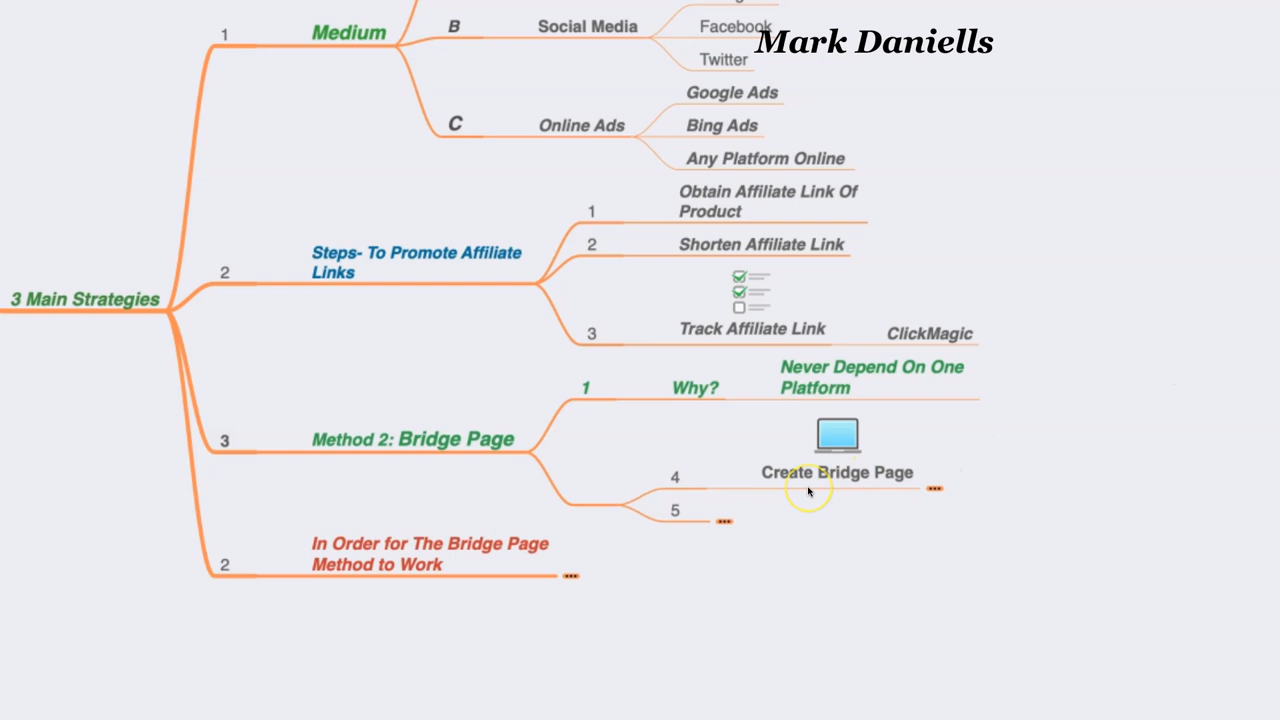 1
Medium
B
Social Media
Facebook
Mark Daniells
Twitter
C
Online Ads
Google Ads
Bing Ads
Any Platform Online
3 Main Strategies
2
Steps- To Promote Affiliate
Links
1
Obtain Affiliate Link Of
Product
2
Shorten Affiliate Link
3
Track Affiliate Link
ClickMagic
3
Method 2: Bridge Page
1
Why?
Never Depend On One
Platform
4
Create Bridge Page
5
2
In Order for The Bridge Page
Method to Work